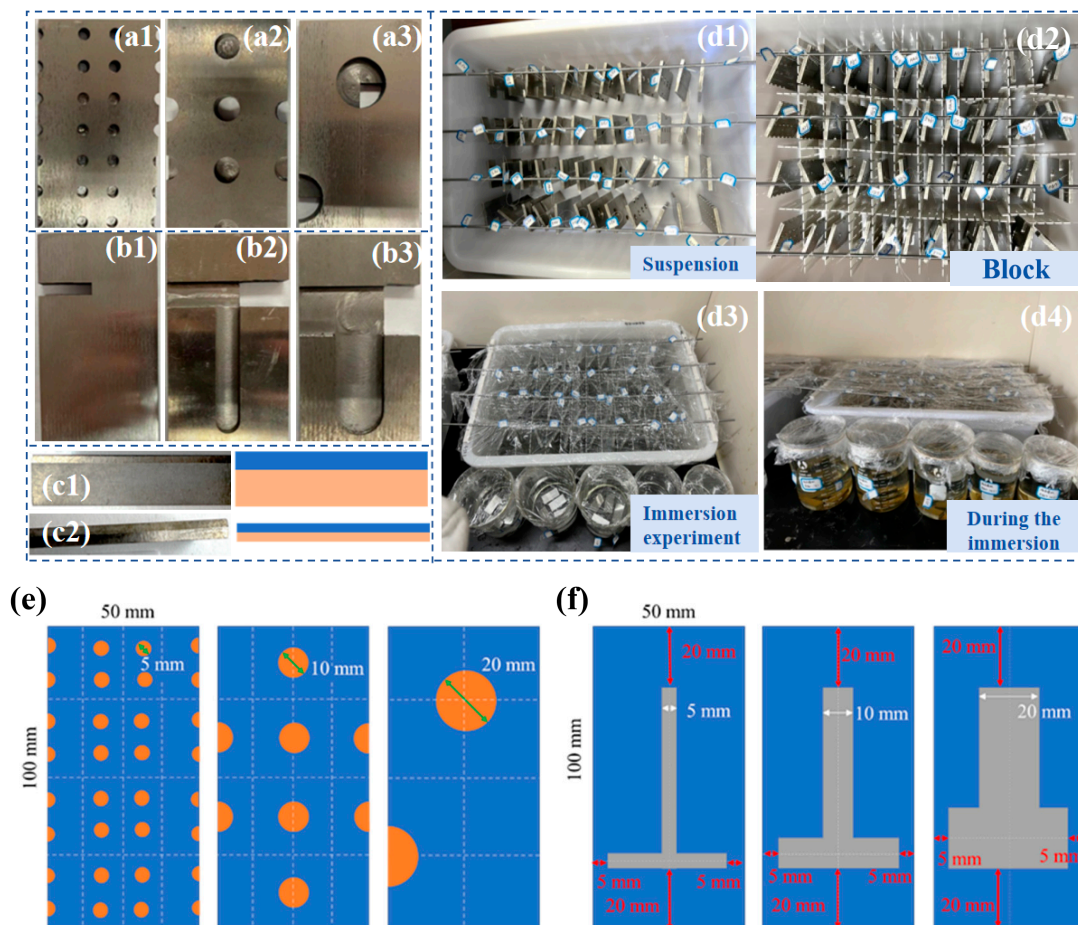 (a1)
(a2)
(a3)
(d1)
(d2)
Suspension
Block
(b1)
(b2)
(b3)
(d3)
(d4)
(c1)
(c2)
Immersion
experiment
During the
immersion
(e)
50 mm
100 mm
5 mm
10 mm
20 mm
(f)
50 mm
100 mm
20 mm
5 mm
5 mm
5 mm
20 mm
20 mm
10 mm
5 mm
5 mm
20 mm
20 mm
20 mm
5 mm
5 mm
20 mm